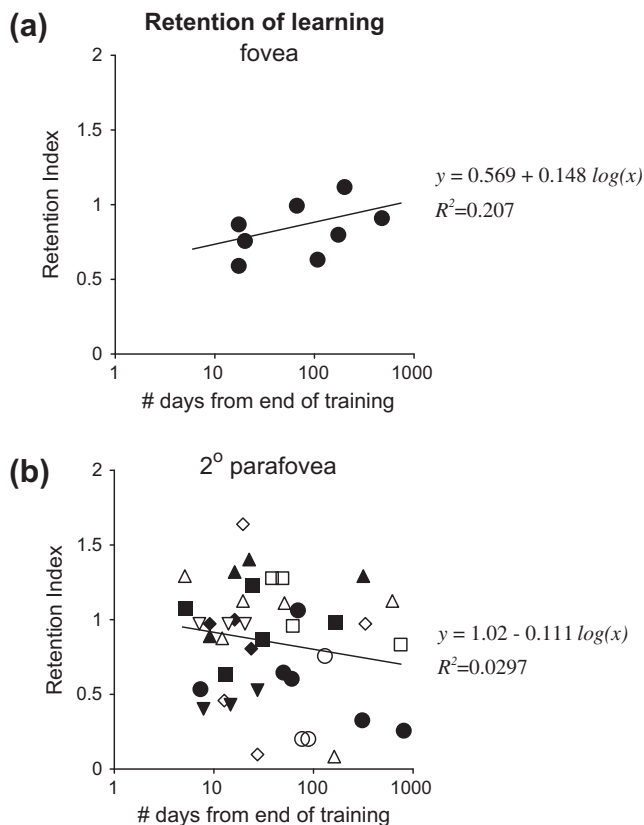 (a)
Retention of learning
fovea
2
1.5
1
0.5
0
Retention Index
1 10 100 1000
# days from end of training
y = 0.569 + 0.148 log(x)
R²=0.207
(b)
2° parafovea
2
1.5
1
0.5
0
Retention Index
1 10 100 1000
# days from end of training
y = 1.02 - 0.111 log(x)
R²=0.0297